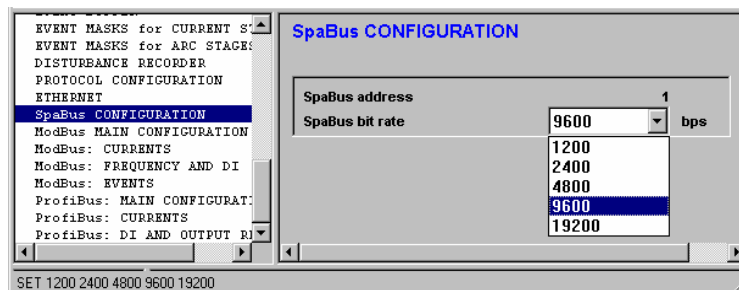 EVENT MASKS for CURRENT ST
EVENT MASKS for ARC STAGES
DISTURBANCE RECORDER
PROTOCOL CONFIGURATION
ETHERNET
SpaBus CONFIGURATION
ModBus MAIN CONFIGURATION
ModBus: CURRENTS
ModBus: FREQUENCY AND DI
ModBus: EVENTS
ProfiBus: MAIN CONFIGURATI
ProfiBus: CURRENTS
ProfiBus: DI AND OUTPUT RE
SpaBus CONFIGURATION
SpaBus address 1
SpaBus bit rate 9600 bps
1200
2400
4800
9600
19200
SET 1200 2400 4800 9600 19200